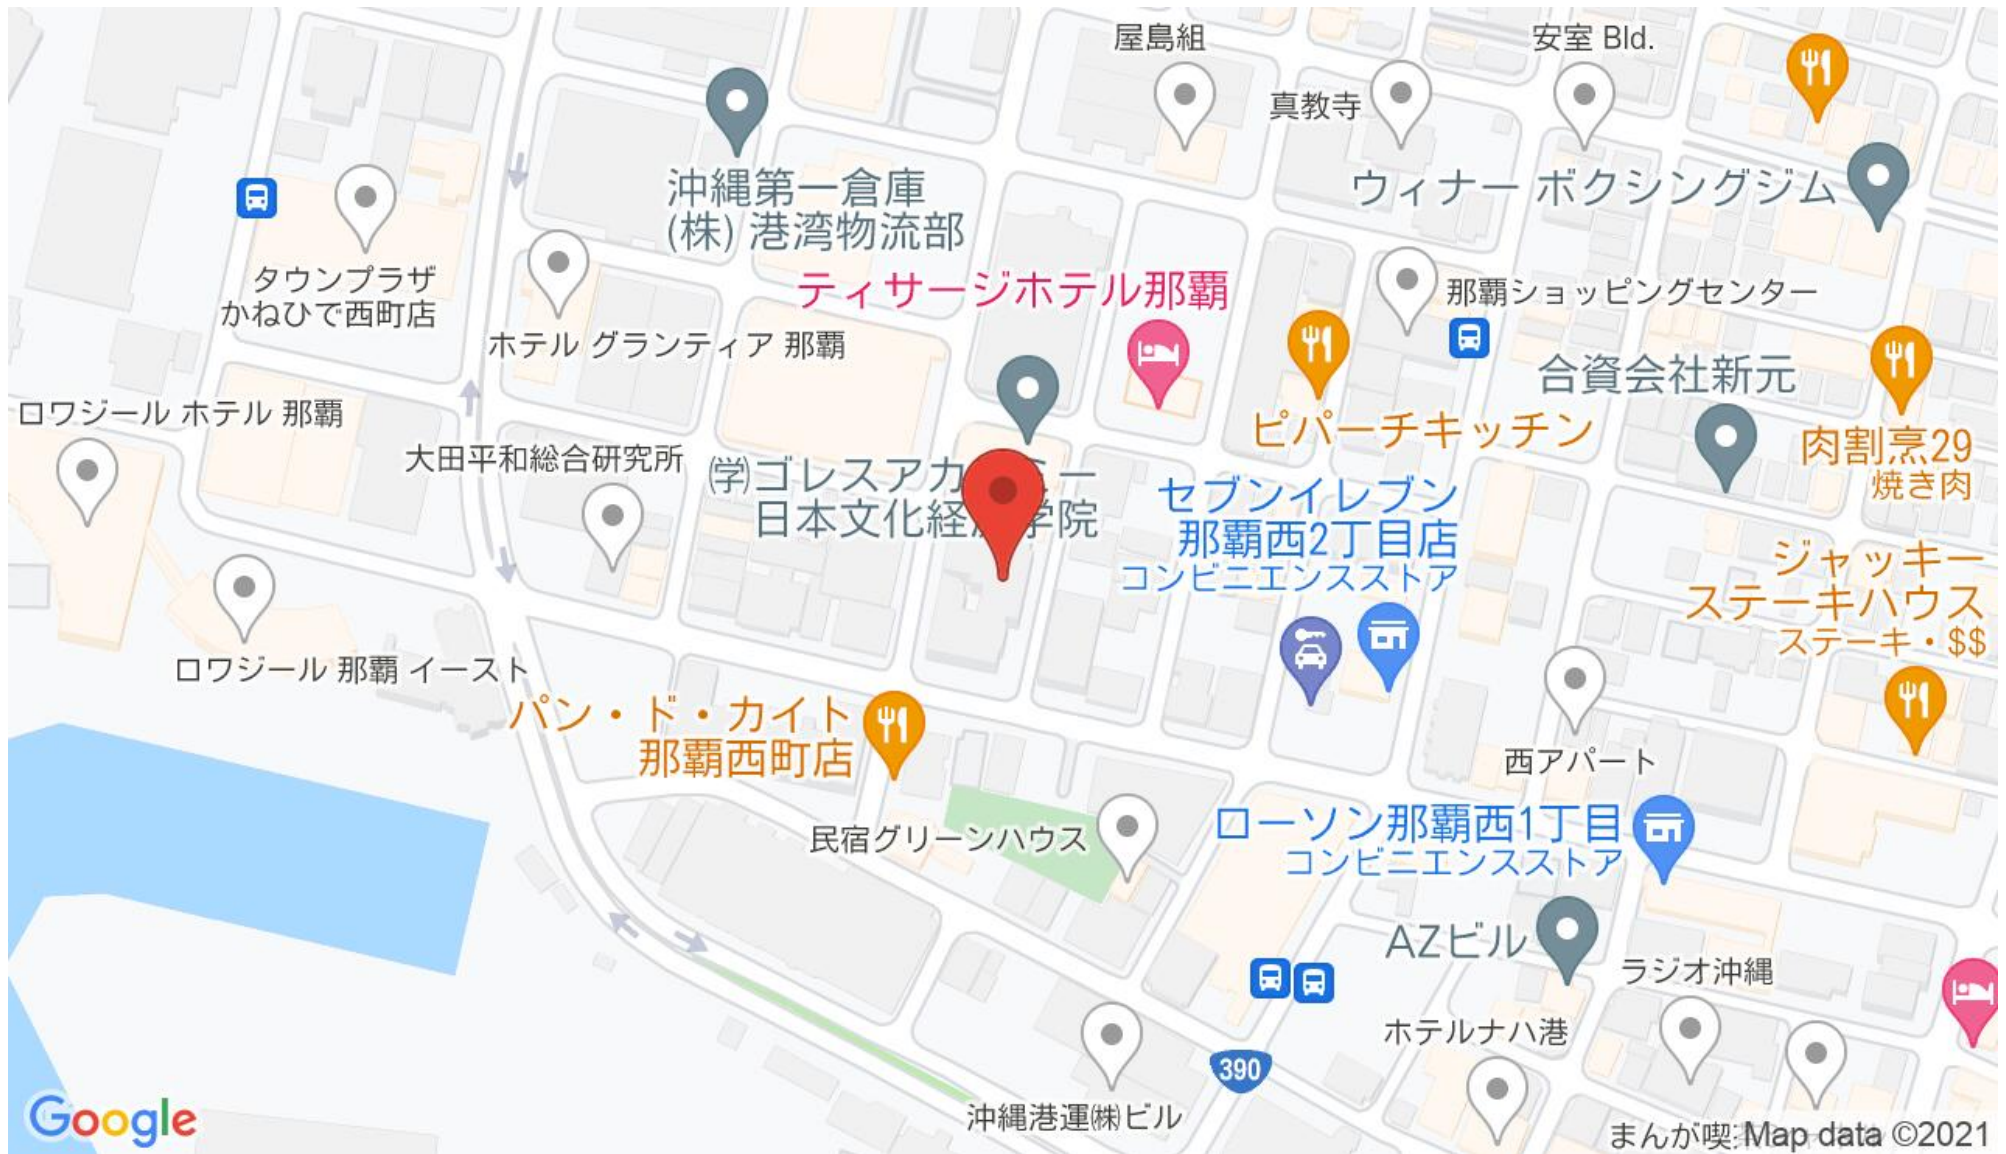 屋島組
安室 Bld.
真教寺
沖縄第一倉庫
(株) 港湾物流部
ウィナー ボクシングジム
タウンプラザ
かねひで西町店
ティサージホテル那覇
那覇ショッピングセンター
ホテル グランティア 那覇
合資会社新元
ロワジール ホテル 那覇
ピパーチキッチン
肉割烹29
焼き肉
大田平和総合研究所
㈻ゴレスアカ
ミー
日本文化経
学院
セブンイレブン
那覇西2丁目店
コンビニエンスストア
ジャッキー
ステーキハウス
ステーキ・$$
ロワジール 那覇 イースト
パン・ド・カイト
那覇西町店
西アパート
民宿グリーンハウス
ローソン那覇西1丁目
コンビニエンスストア
AZビル
ラジオ沖縄
ホテルナハ港
390
沖縄港運㈱ビル
Google
まんが喫
Map data ©2021